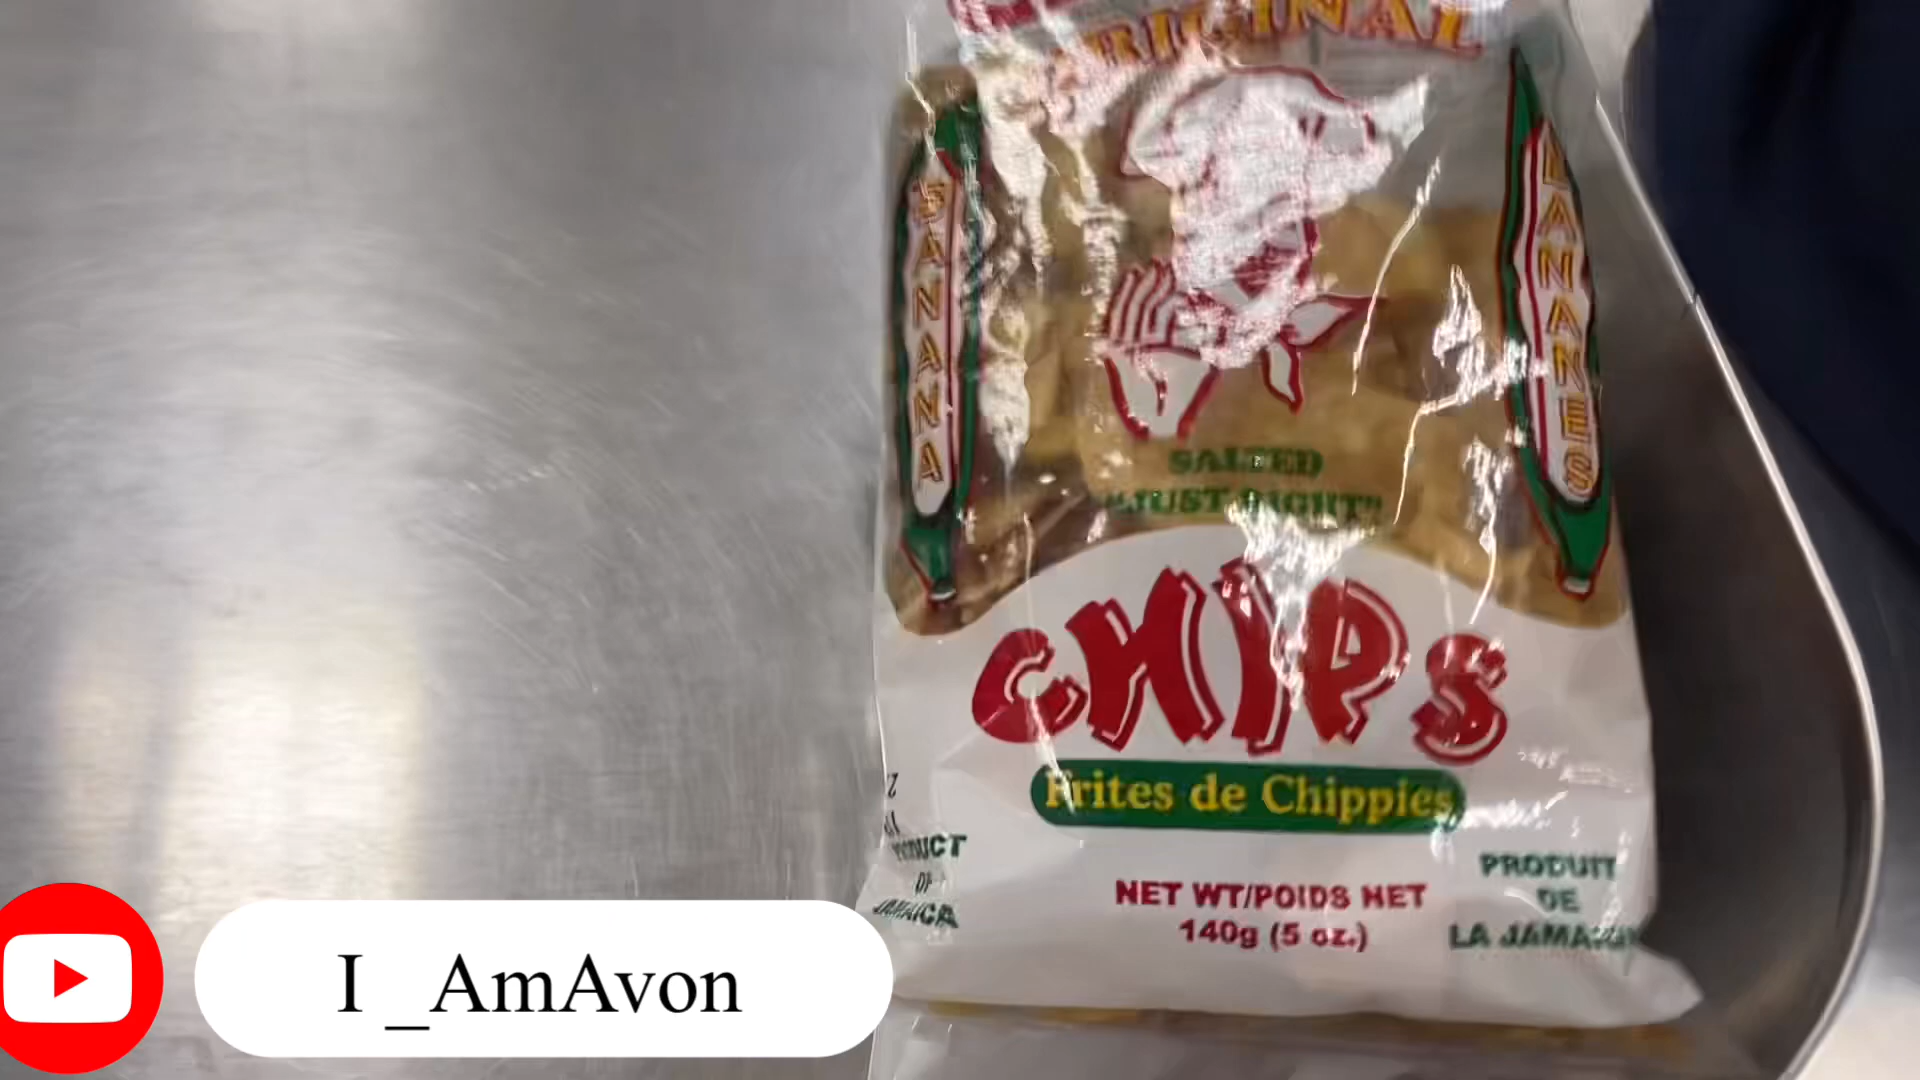 ORIGINAL
BANANA
BANANES
SALTED
"JUST RIGHT"
CHIPS
Frites de Chippies
PRODUCT
OF
JAMAICA
NET WT/POIDS NET
140g (5 oz.)
PRODUIT
DE
LA
I _AmAvon